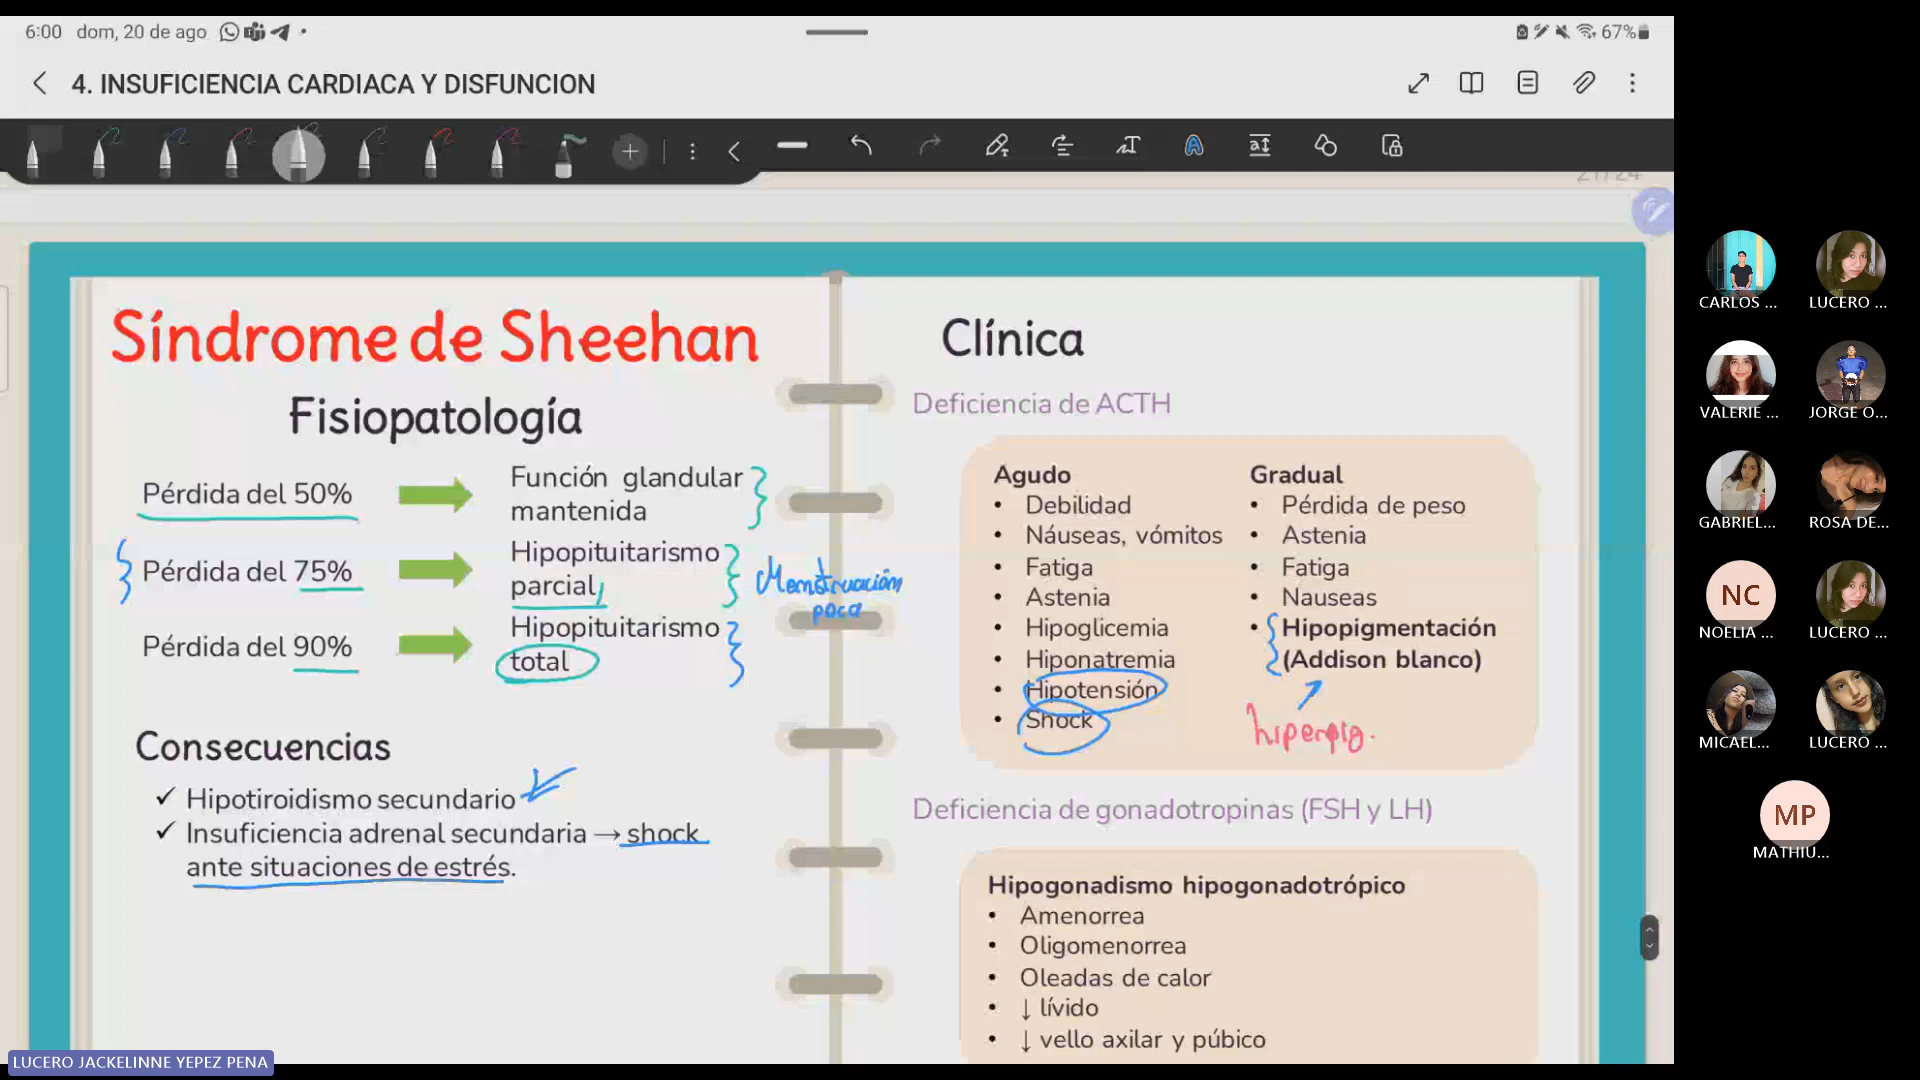 6:00 dom, 20 de ago
67%
4. INSUFICIENCIA CARDIACA Y DISFUNCION
21/24
Síndrome de Sheehan
Fisiopatología
Pérdida del 50%
Función glandular
mantenida
Pérdida del 75%
Hipopituitarismo
parcial
Menstruación
poca
Pérdida del 90%
Hipopituitarismo
total
Consecuencias
✓ Hipotiroidismo secundario
✓ Insuficiencia adrenal secundaria → shock
ante situaciones de estrés.
Clínica
Deficiencia de ACTH
Agudo
• Debilidad
• Náuseas, vómitos
• Fatiga
• Astenia
• Hipoglicemia
• Hiponatremia
• Hipotensión
• Shock
Gradual
• Pérdida de peso
• Astenia
• Fatiga
• Nauseas
• Hipopigmentación
(Addison blanco)
hiperpig.
Deficiencia de gonadotropinas (FSH y LH)
Hipogonadismo hipogonadotrópico
• Amenorrea
• Oligomenorrea
• Oleadas de calor
• ↓ lívido
• ↓ vello axilar y púbico
LUCERO JACKELINNE YEPEZ PENA
CARLOS ...
LUCERO ...
VALERIE ...
JORGE O...
GABRIEL...
ROSA DE...
NC
NOELIA ...
LUCERO ...
MICAEL...
LUCERO ...
MP
MATHIU...